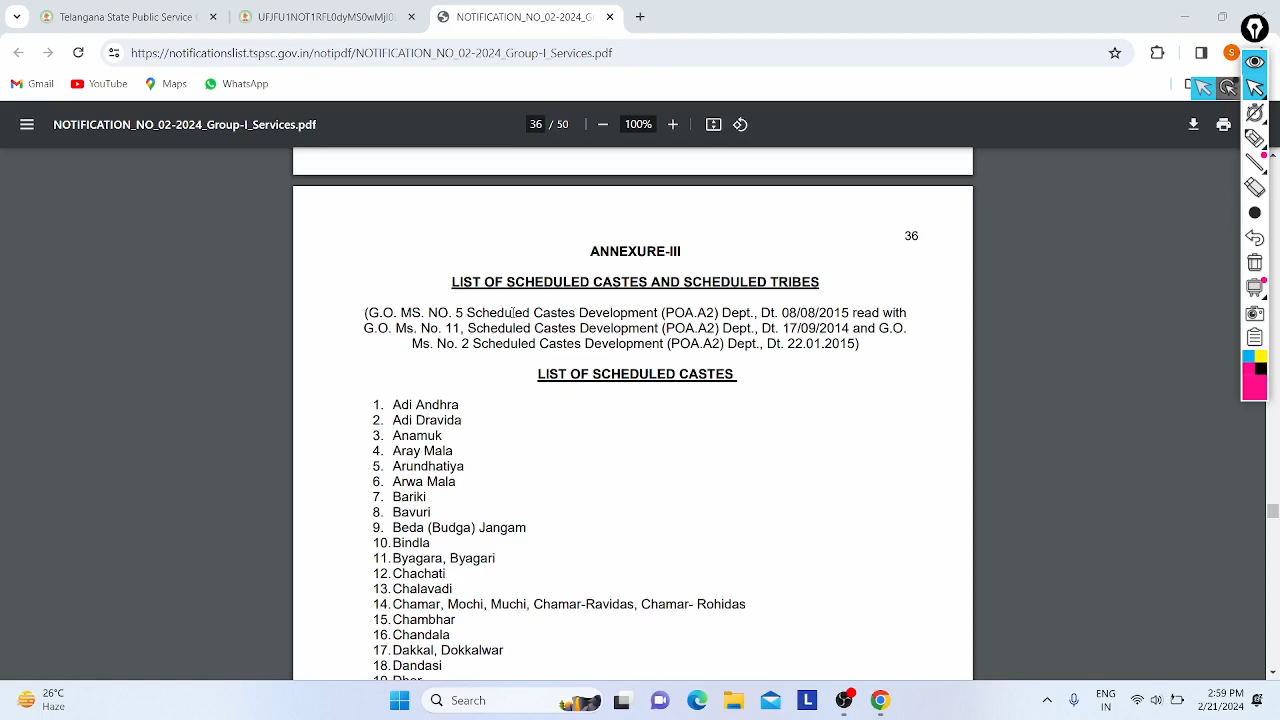 Telangana State Public Service C
UFJFU1NOT1RFL0dyMS0wMjI0L
NOTIFICATION_NO_02-2024_G
https://notificationslist.tspsc.gov.in/notipdf/NOTIFICATION_NO_02-2024_Group-I_Services.pdf
S
Gmail
YouTube
Maps
WhatsApp
NOTIFICATION_NO_02-2024_Group-I_Services.pdf
36 / 50
100%
36
ANNEXURE-III
LIST OF SCHEDULED CASTES AND SCHEDULED TRIBES
(G.O. MS. NO. 5 Scheduled Castes Development (POA.A2) Dept., Dt. 08/08/2015 read with
G.O. Ms. No. 11, Scheduled Castes Development (POA.A2) Dept., Dt. 17/09/2014 and G.O.
Ms. No. 2 Scheduled Castes Development (POA.A2) Dept., Dt. 22.01.2015)
LIST OF SCHEDULED CASTES
1. Adi Andhra
2. Adi Dravida
3. Anamuk
4. Aray Mala
5. Arundhatiya
6. Arwa Mala
7. Bariki
8. Bavuri
9. Beda (Budga) Jangam
10. Bindla
11. Byagara, Byagari
12. Chachati
13. Chalavadi
14. Chamar, Mochi, Muchi, Chamar-Ravidas, Chamar- Rohidas
15. Chambhar
16. Chandala
17. Dakkal, Dokkalwar
18. Dandasi
26°C
Haze
Search
L
ENG
IN
2:59 PM
2/21/2024